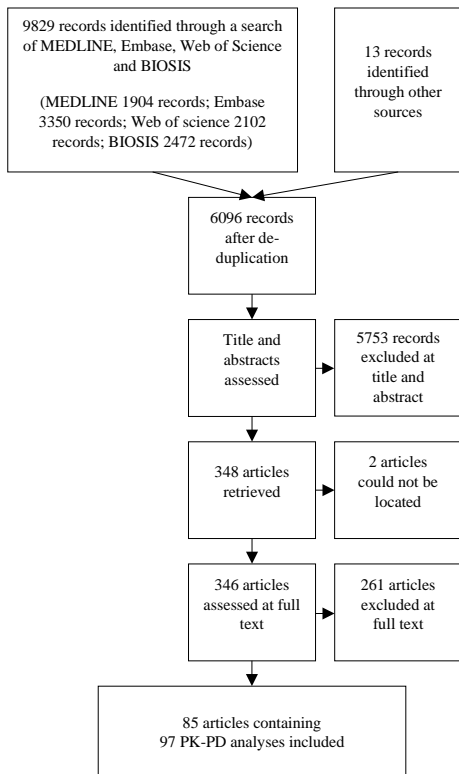 9829 records identified through a search
of MEDLINE, Embase, Web of Science
and BIOSIS
(MEDLINE 1904 records; Embase
3350 records; Web of science 2102
records; BIOSIS 2472 records)
13 records
identified
through other
sources
6096 records
after de-
duplication
Title and
abstracts
assessed
5753 records
excluded at
title and
abstract
348 articles
retrieved
2 articles
could not be
located
346 articles
assessed at full
text
261 articles
excluded at
full text
85 articles containing
97 PK-PD analyses included